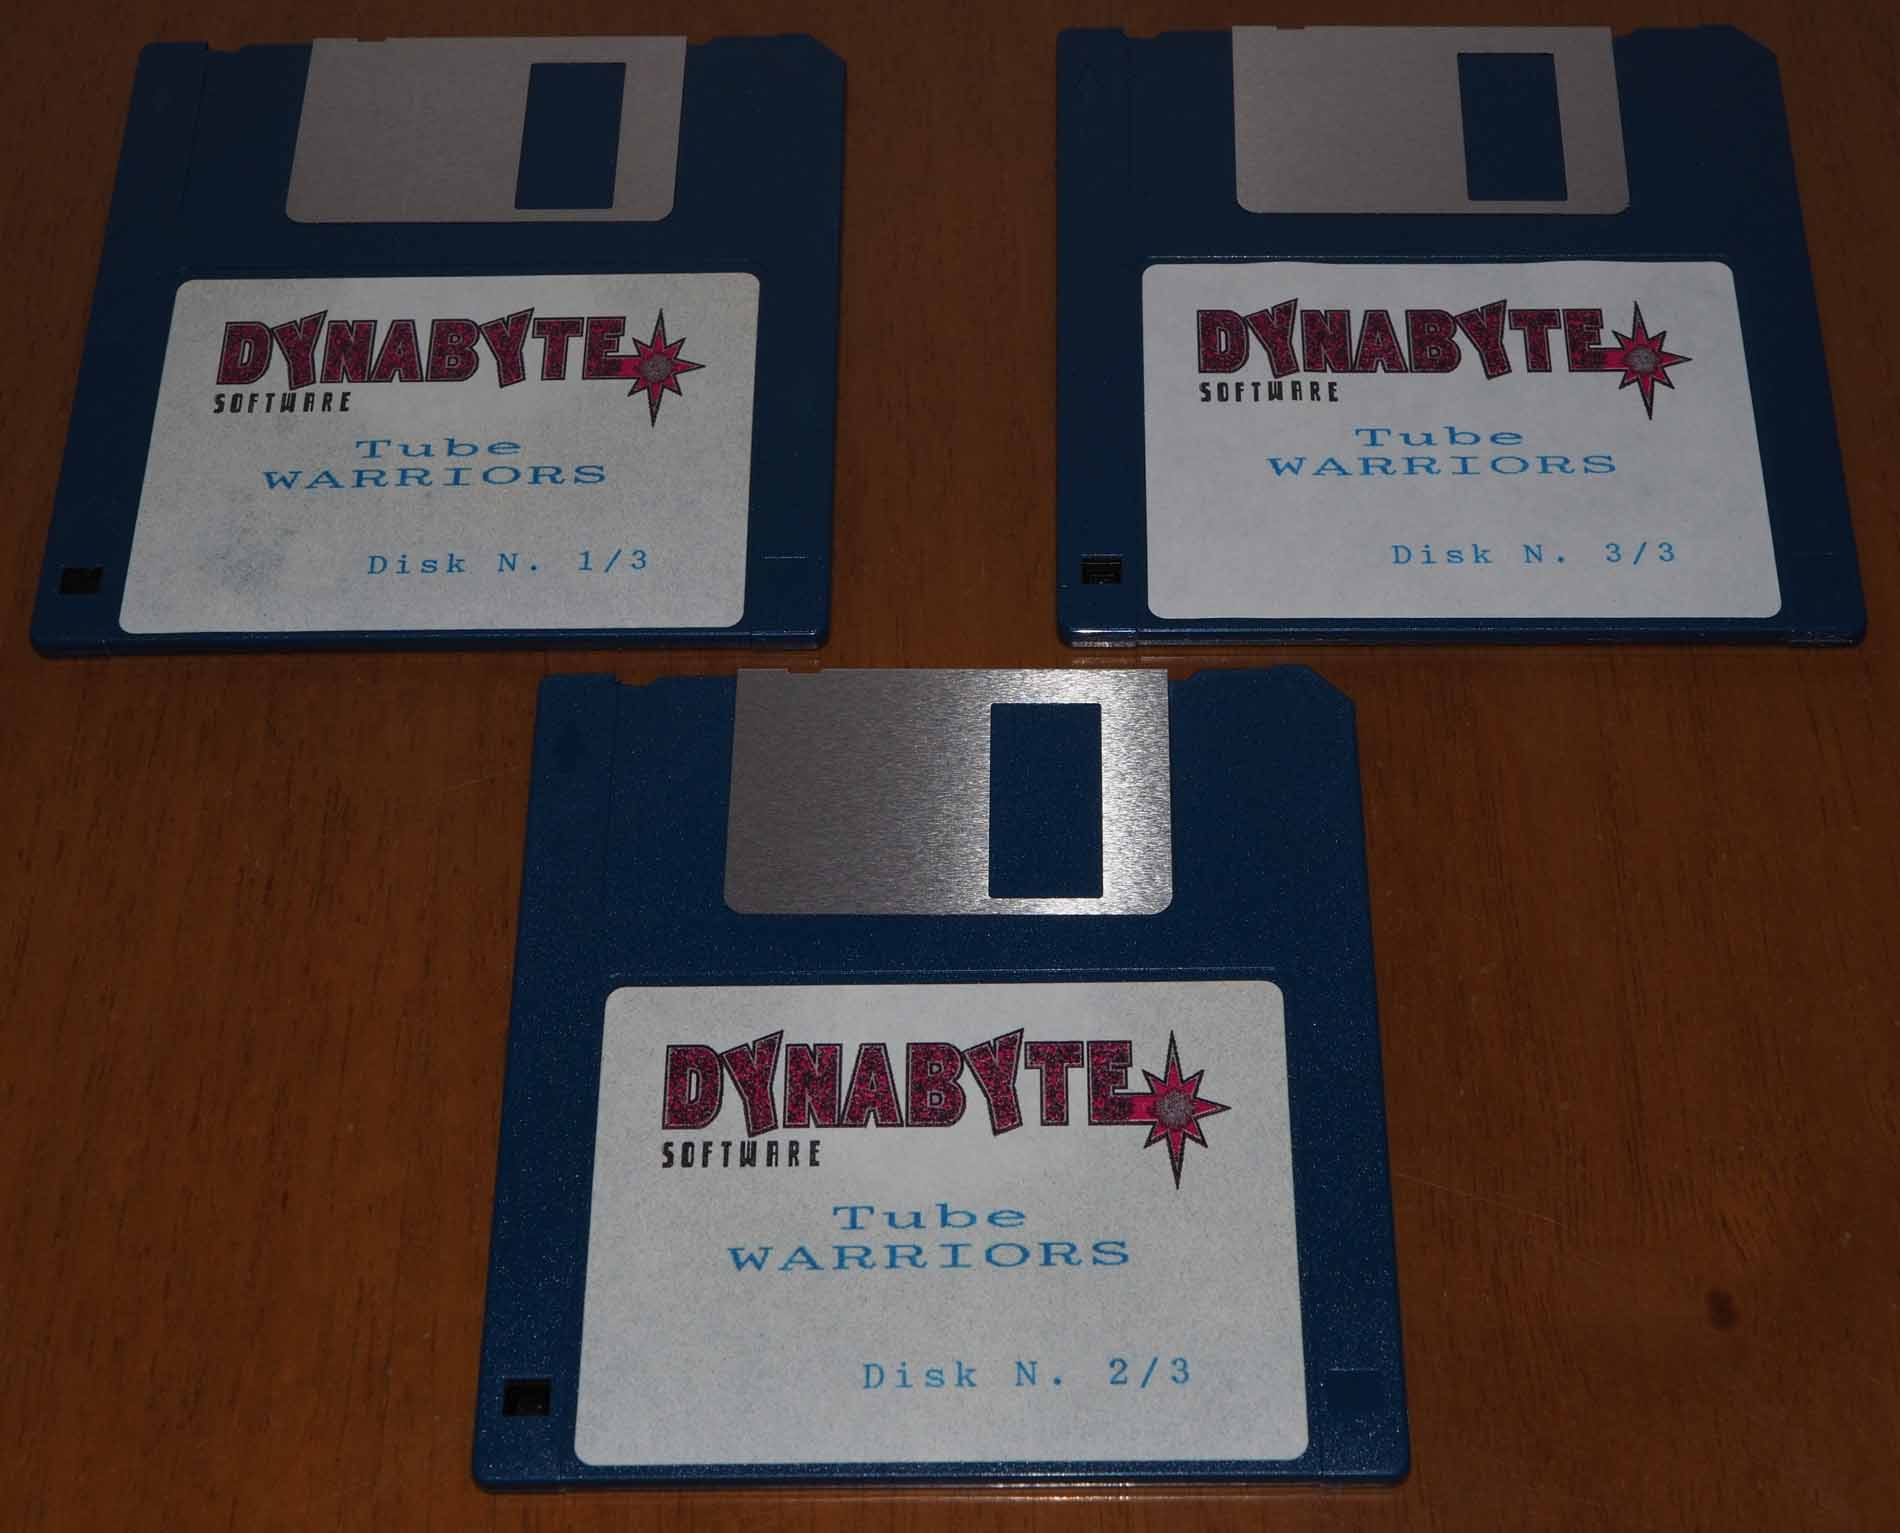 DYNABYTE
SOFTWARE
Tube
WARRIORS
Disk N. 1/3
DYNABYTE
SOFTWARE
Tube
WARRIORS
Disk N. 3/3
DYNABYTE
SOFTWARE
Tube
WARRIORS
Disk N. 2/3